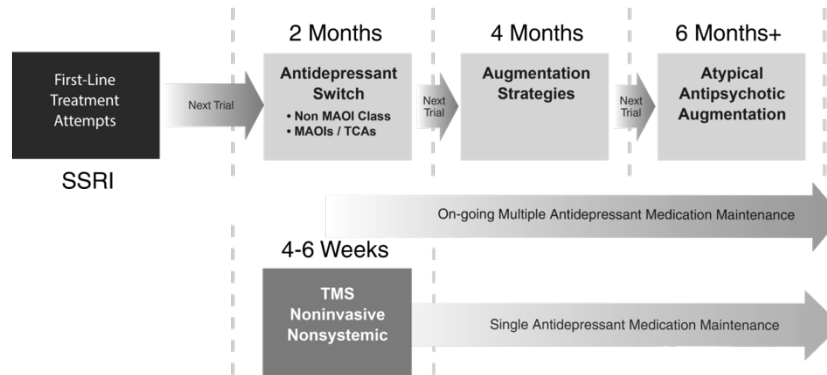 2 Months
4 Months
6 Months+
First-Line
Treatment
Attempts
Next Trial
Antidepressant
Switch
• Non MAOI Class
• MAOIs / TCAs
Next
Trial
Augmentation
Strategies
Next
Trial
Atypical
Antipsychotic
Augmentation
SSRI
On-going Multiple Antidepressant Medication Maintenance
4-6 Weeks
TMS
Noninvasive
Nonsystemic
Single Antidepressant Medication Maintenance